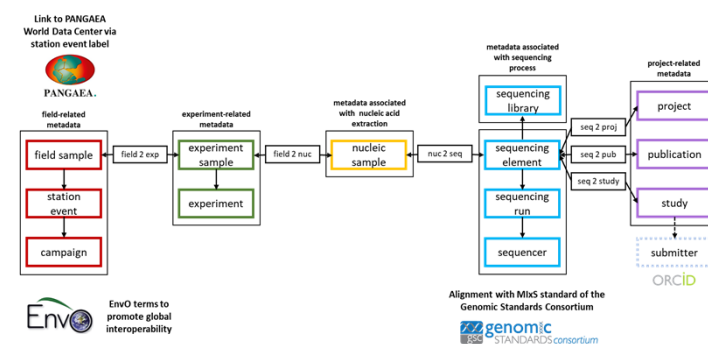 Link to PANGAEA
World Data Center via
station event label
PANGAEA.
field-related
metadata
field sample
station
event
campaign
field 2 exp
experiment-related
metadata
experiment
sample
experiment
field 2 nuc
metadata associated
with nucleic acid
extraction
nucleic
sample
nuc 2 seq
metadata associated
with sequencing
process
sequencing
library
sequencing
element
sequencing
run
sequencer
seq 2 proj
seq 2 pub
seq 2 study
project-related
metadata
project
publication
study
submitter
ORCID
EnvO
EnvO terms to
promote global
interoperability
Alignment with MIxS standard of the
Genomic Standards Consortium
gsc
genomic
STANDARDS consortium